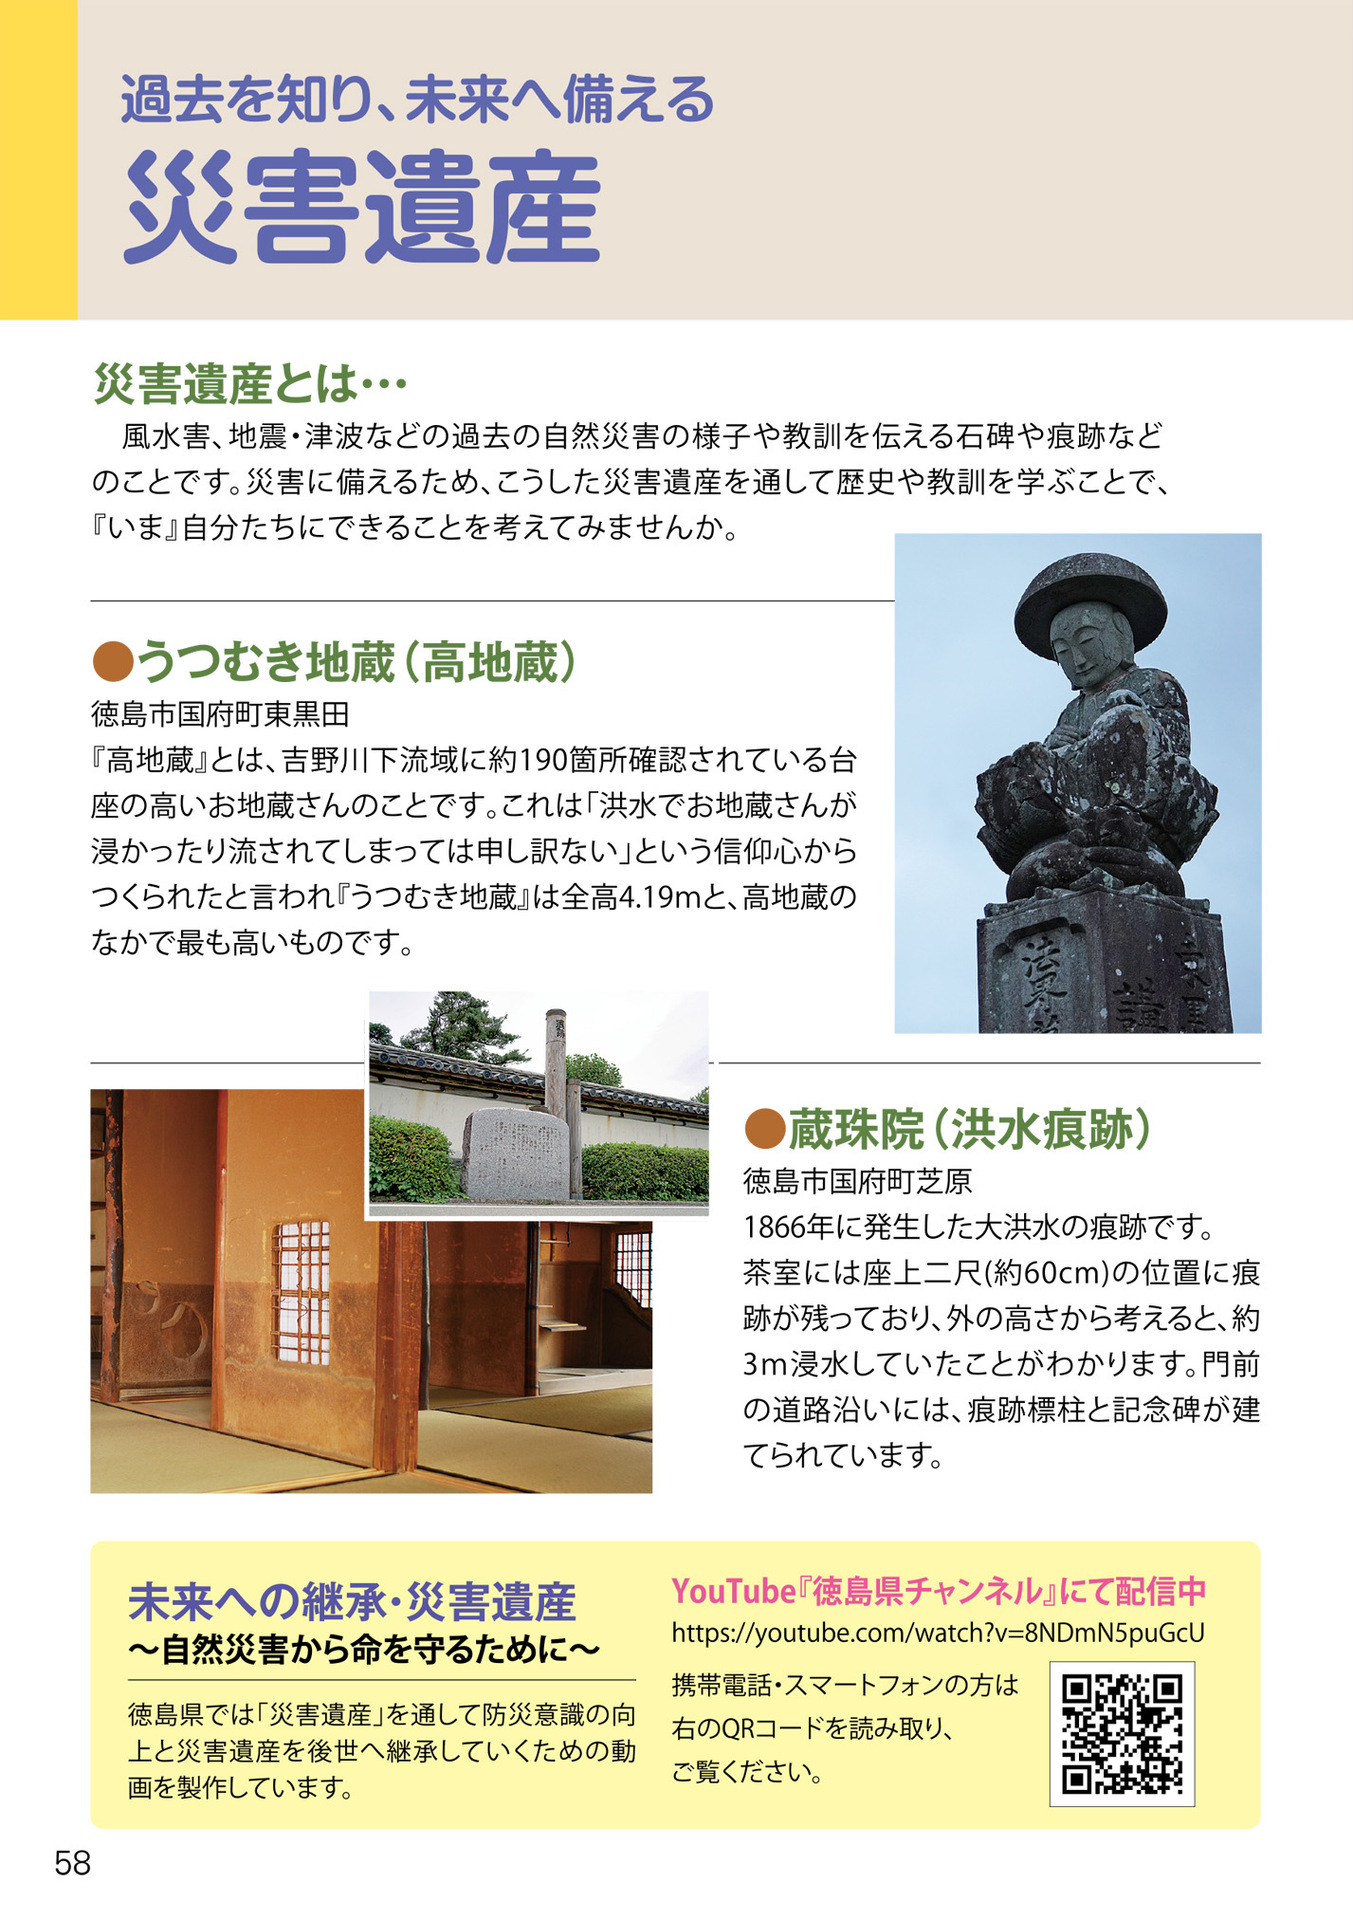 過去を知り、未来へ備える
災害遺産
災害遺産とは…
風水害、地震・津波などの過去の自然災害の様子や教訓を伝える石碑や痕跡など
のことです。災害に備えるため、こうした災害遺産を通して歴史や教訓を学ぶことで、
『いま』自分たちにできることを考えてみませんか。
●うつむき地蔵（高地蔵）
徳島市国府町東黒田
『高地蔵』とは、吉野川下流域に約190箇所確認されている台
座の高いお地蔵さんのことです。これは「洪水でお地蔵さんが
浸かったり流されてしまっては申し訳ない」という信仰心から
つくられたと言われ『うつむき地蔵』は全高4.19mと、高地蔵の
なかで最も高いものです。
法界
●蔵珠院（洪水痕跡）
徳島市国府町芝原
1866年に発生した大洪水の痕跡です。
茶室には座上二尺(約60cm)の位置に痕
跡が残っており、外の高さから考えると、約
3m浸水していたことがわかります。門前
の道路沿いには、痕跡標柱と記念碑が建
てられています。
未来への継承・災害遺産
～自然災害から命を守るために～
徳島県では「災害遺産」を通して防災意識の向
上と災害遺産を後世へ継承していくための動
画を製作しています。
YouTube『徳島県チャンネル』にて配信中
https://youtube.com/watch?v=8NDmN5puGcU
携帯電話・スマートフォンの方は
右のQRコードを読み取り、
ご覧ください。
58